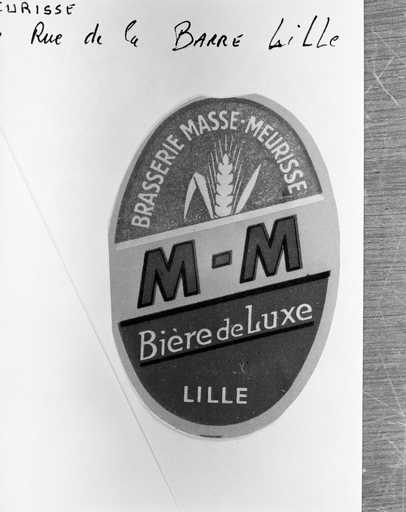 EURISSE
Rue de la BARRE LiLLe
BRASSERIE MASSE-MEURISSE
M-M
Bière de Luxe
LILLE